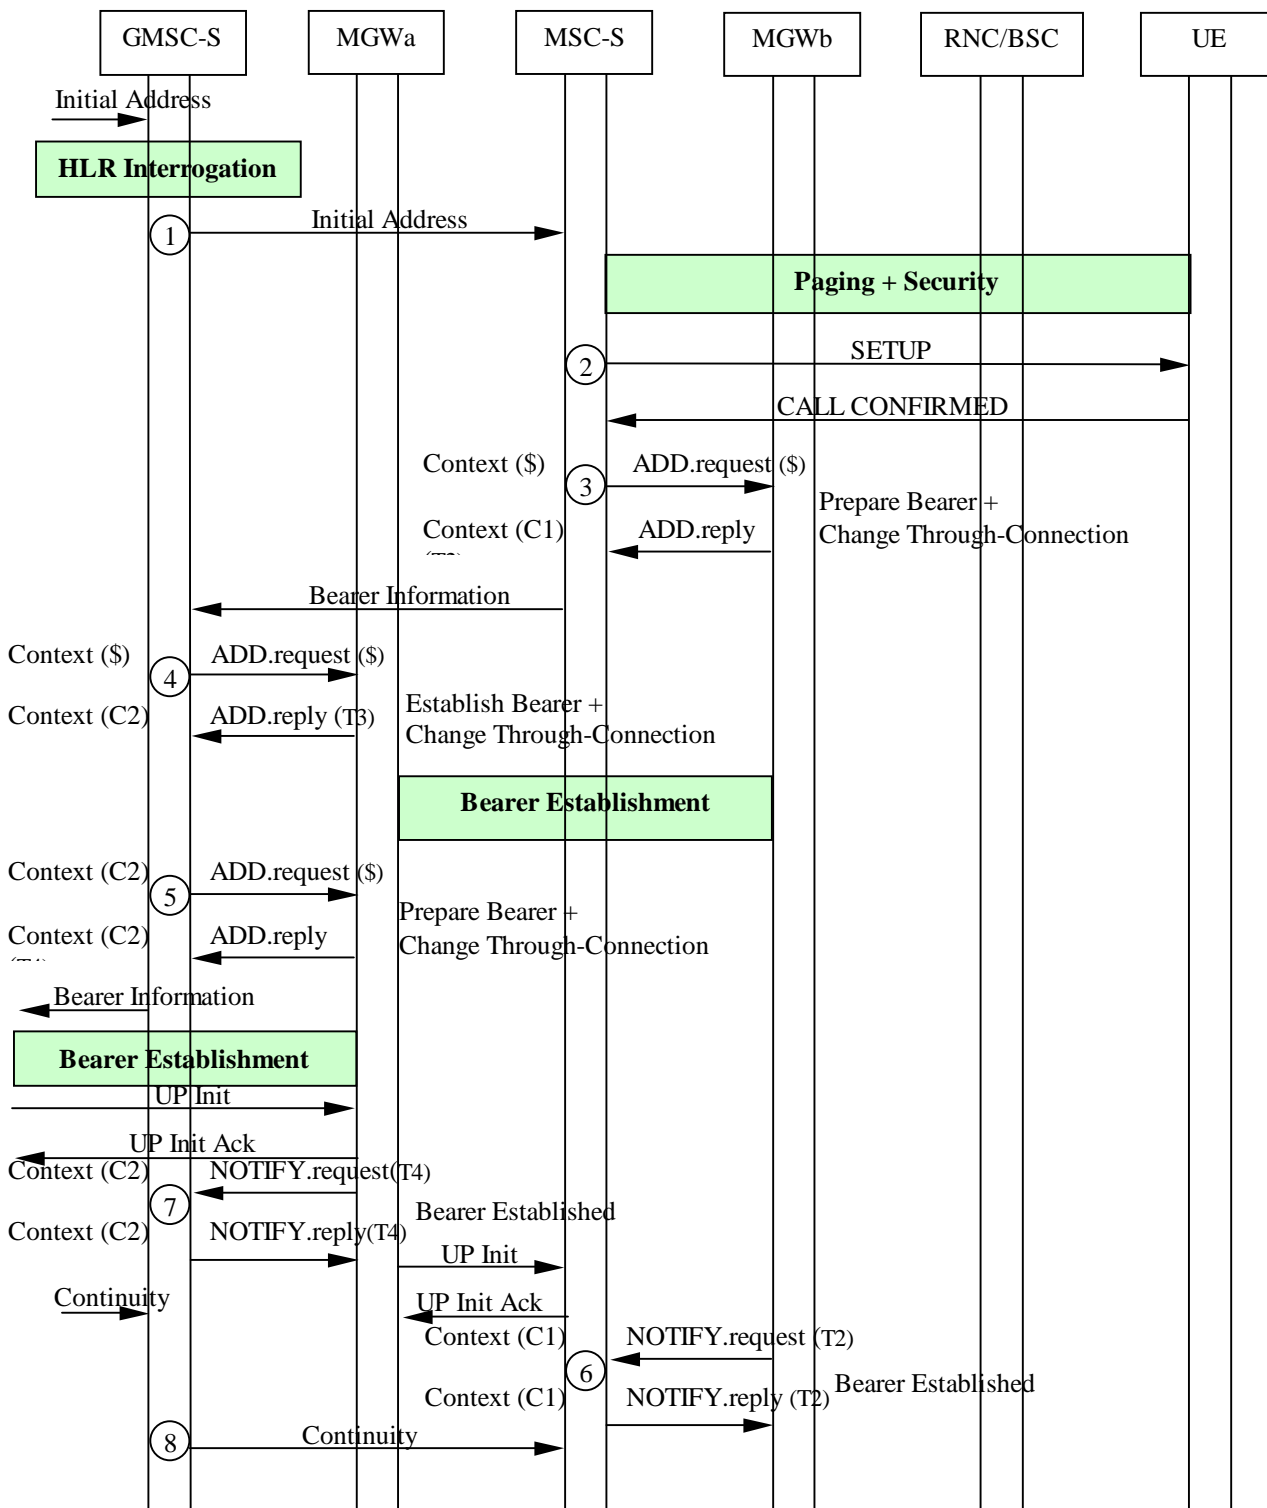 GMSC-S MGWa MSC-S MGWb RNC/BSC UE
Initial Address
HLR Interrogation
1 Initial Address
Paging + Security
2 SETUP
CALL CONFIRMED
Context ($) 3 ADD.request ($)
Prepare Bearer +
Change Through-Connection
Context (C1) ADD.reply
Bearer Information
Context ($) 4 ADD.request ($)
Context (C2) ADD.reply (T3)
Establish Bearer +
Change Through-Connection
Bearer Establishment
Context (C2) 5 ADD.request ($)
Prepare Bearer +
Change Through-Connection
Context (C2) ADD.reply
Bearer Information
Bearer Establishment
UP Init
UP Init Ack
Context (C2) 7 NOTIFY.request(T4)
Bearer Established
Context (C2) NOTIFY.reply(T4)
UP Init
Continuity
UP Init Ack
Context (C1) 6 NOTIFY.request (T2)
Bearer Established
Context (C1) NOTIFY.reply (T2)
8 Continuity